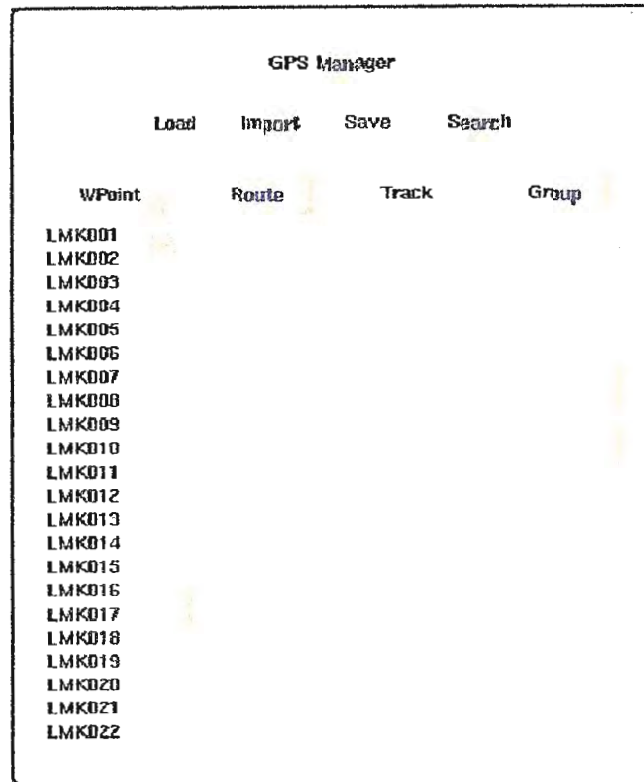 GPS Manager
Load Import Save Search
WPoint Route Track Group
LMK001
LMK002
LMK003
LMK004
LMK005
LMK006
LMK007
LMK008
LMK009
LMK010
LMK011
LMK012
LMK013
LMK014
LMK015
LMK016
LMK017
LMK018
LMK019
LMK020
LMK021
LMK022